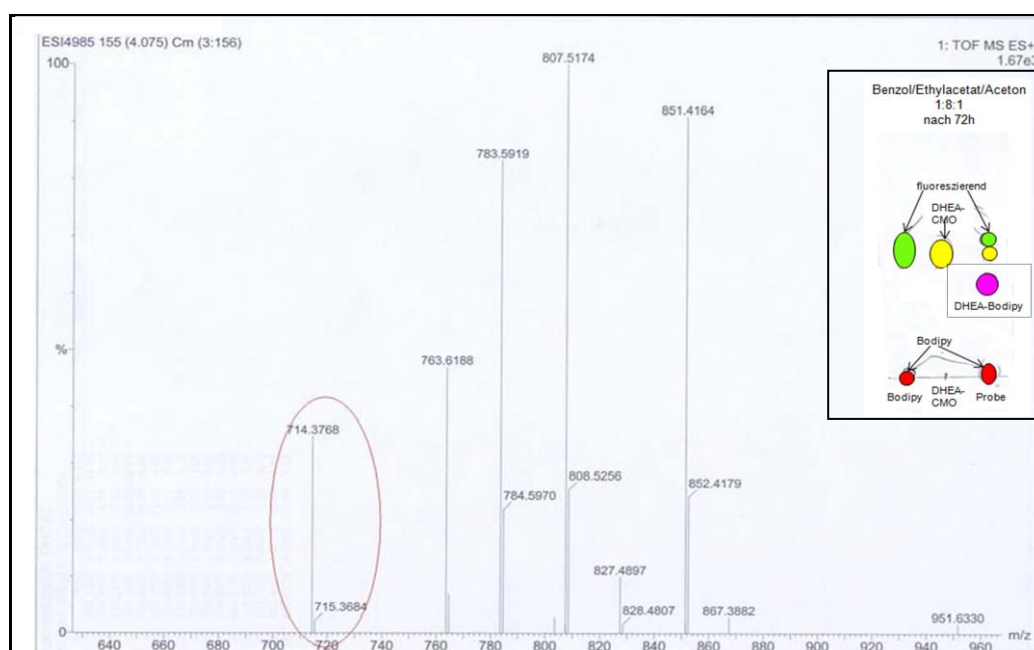 ESI4985 155 (4.075) Cm (3:156)
1: TOF MS ES+
1.67e3
100
%
0
807.5174
851.4164
783.5919
763.6188
714.3768
808.5256
852.4179
784.5970
827.4897
715.3684
828.4807
867.3882
951.6330
640 660 680 700 720 740 760 780 800 820 840 860 880 900 920 940 960 m/z
Benzol/Ethylacetat/Aceton
1:8:1
nach 72h
fluoreszierend
DHEA-
CMO
DHEA-Bodipy
Bodipy
Bodipy
DHEA-
CMO
Probe